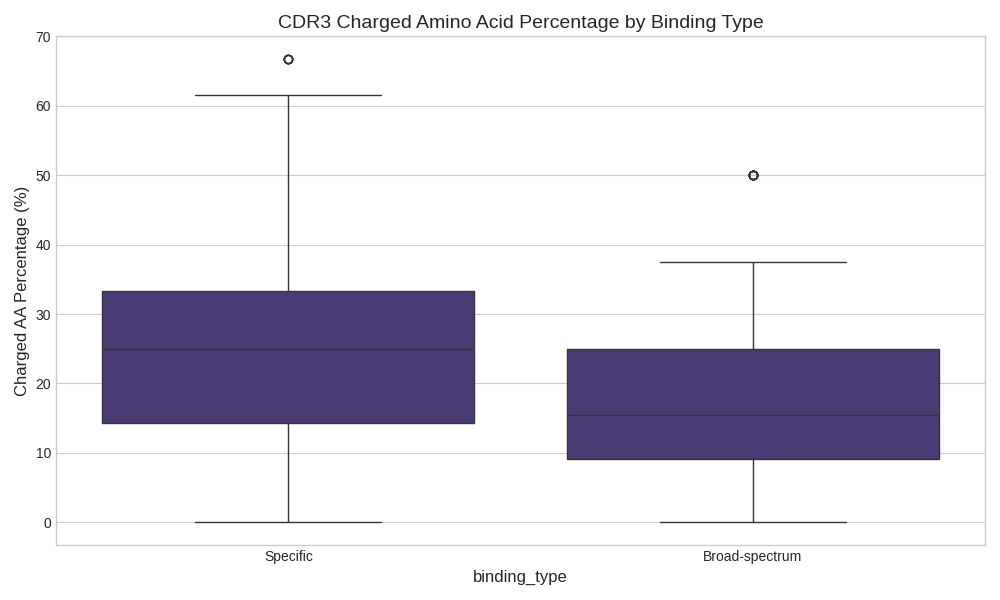 CDR3 Charged Amino Acid Percentage by Binding Type
Charged AA Percentage (%)
70
60
50
40
30
20
10
0
Specific
Broad-spectrum
binding_type